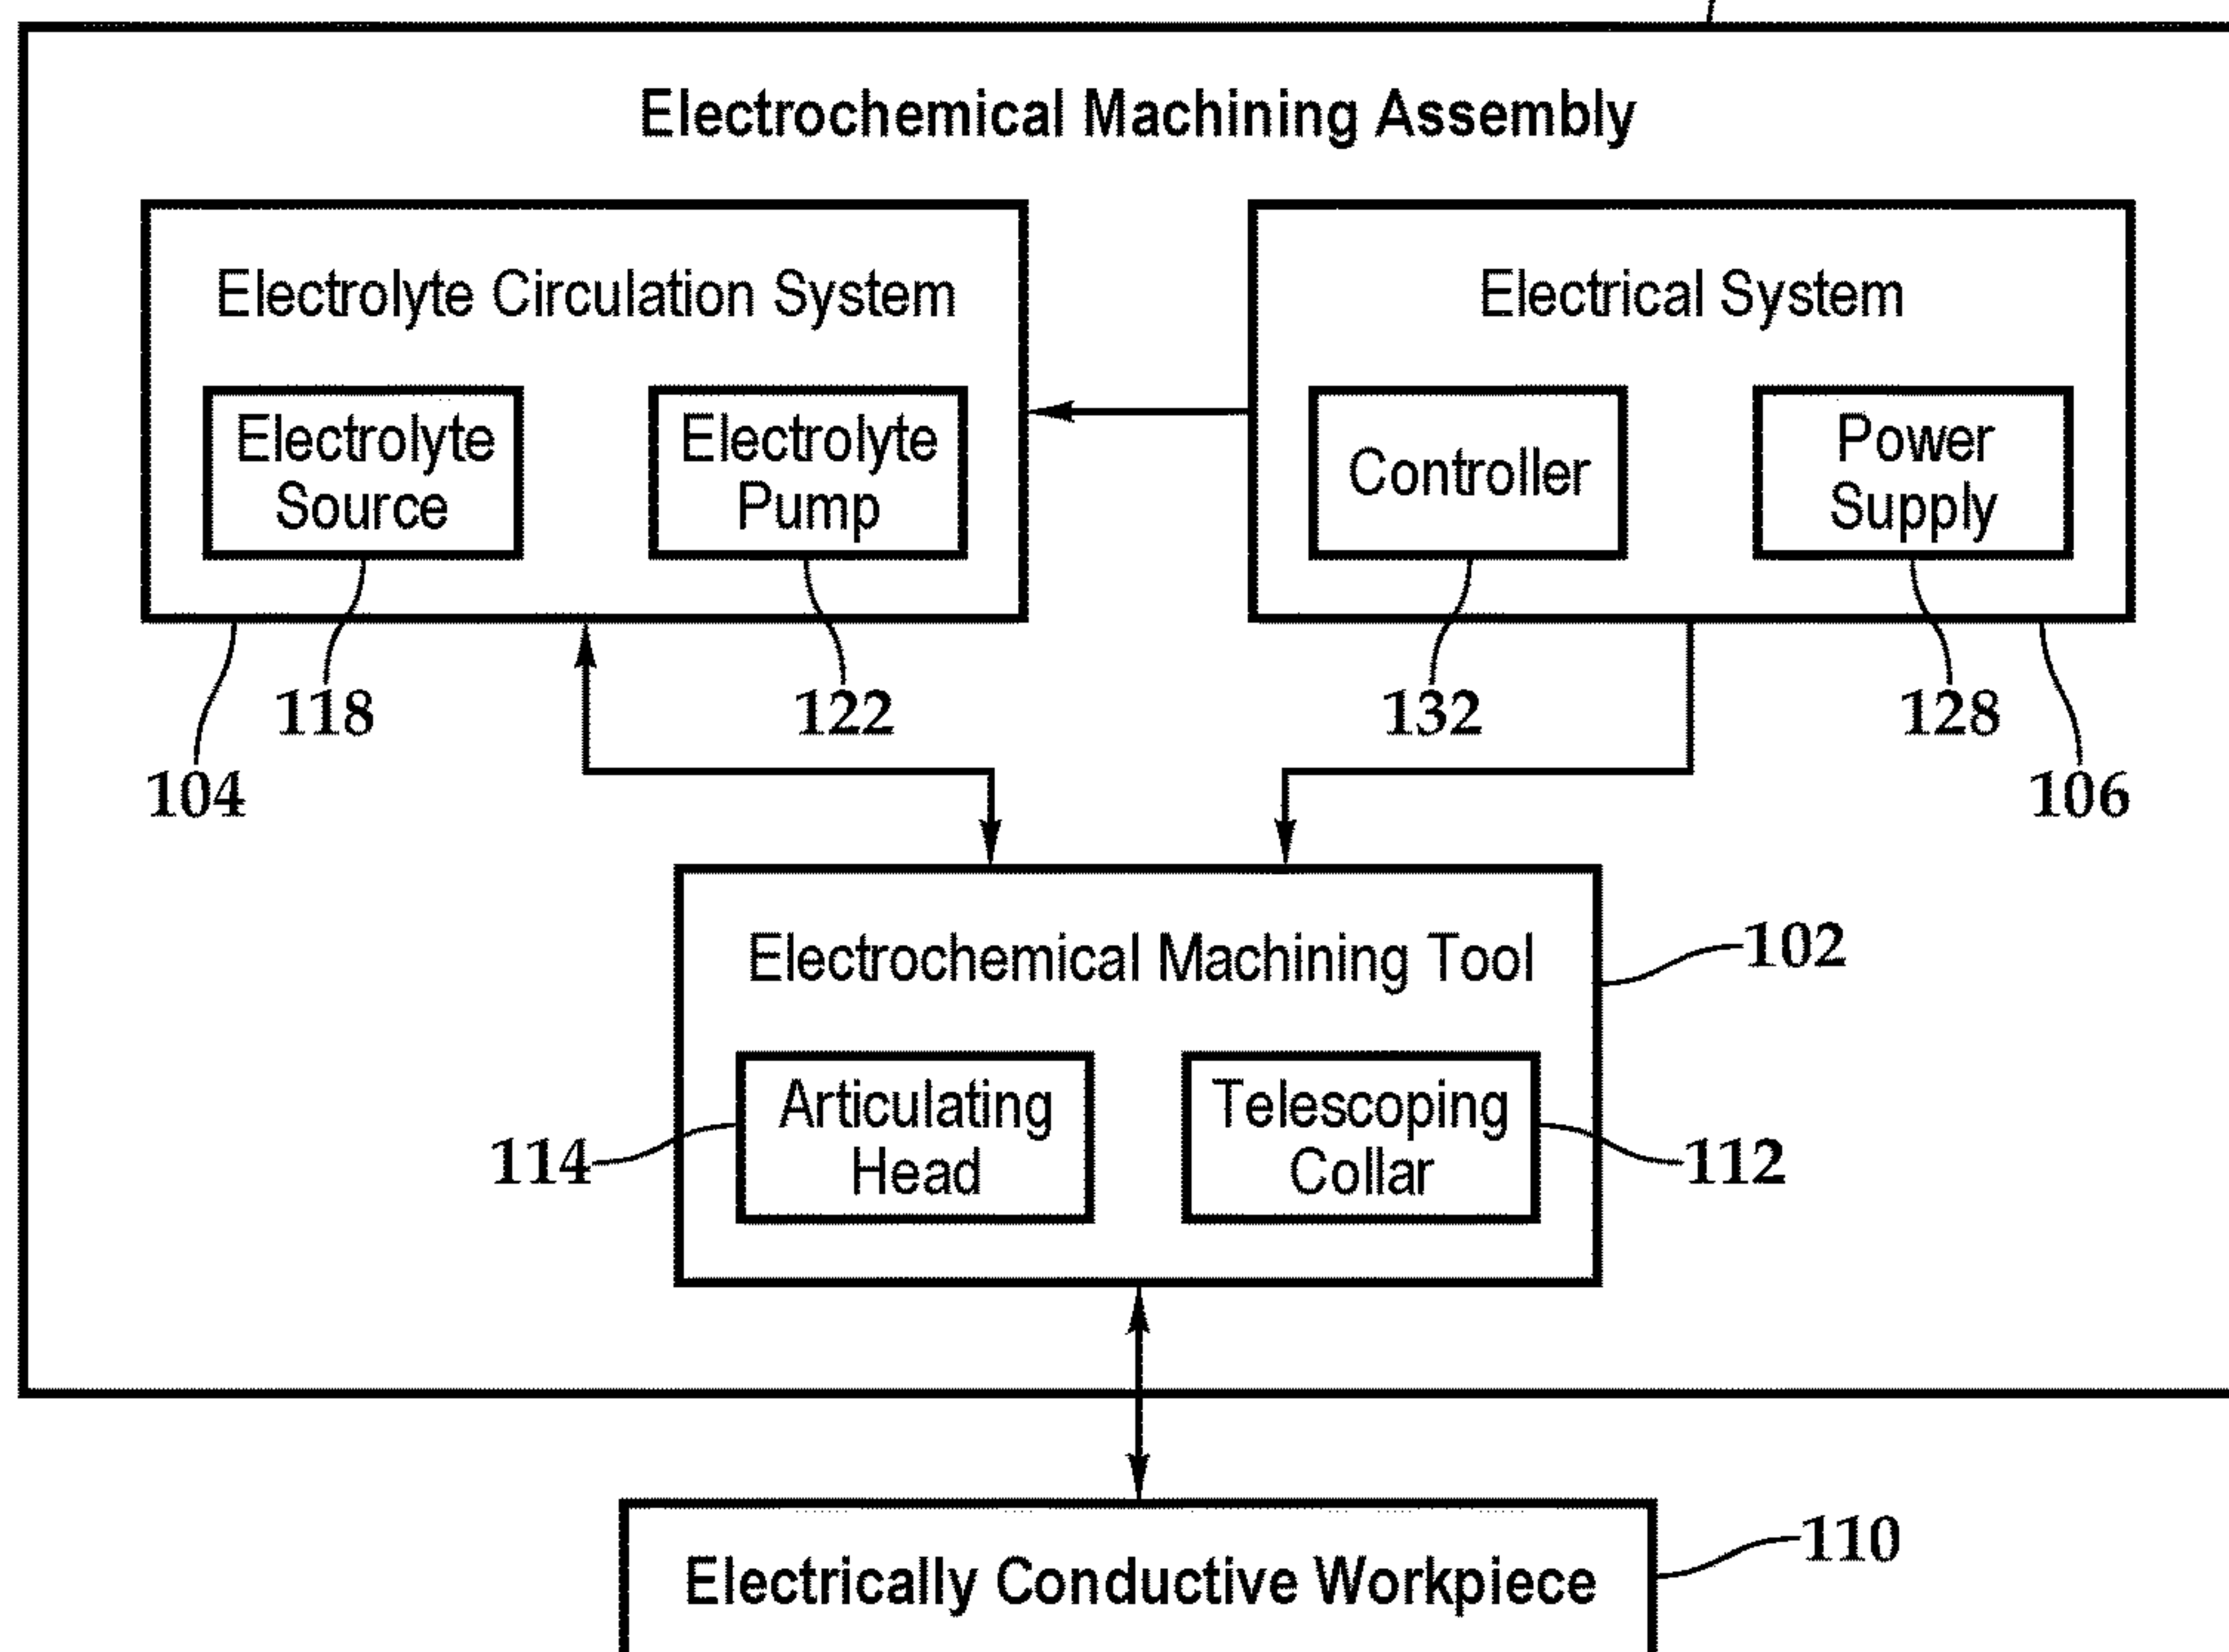 Electrochemical Machining Assembly
Electrolyte Circulation System
Electrolyte
Source
Electrolyte
Pump
Electrical System
Controller
Power
Supply
118
122
132
128
104
106
Electrochemical Machining Tool
102
Articulating
Head
Telescoping
Collar
114
112
Electrically Conductive Workpiece
110